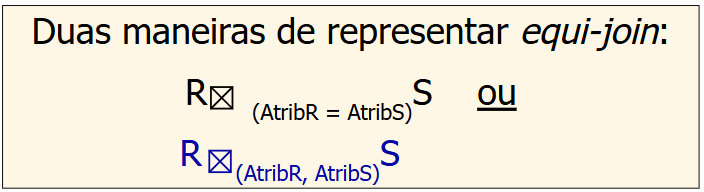 Duas maneiras de representar equi-join:
R⊠ (AtribR = AtribS)S ou
R ⊠(AtribR, AtribS)S